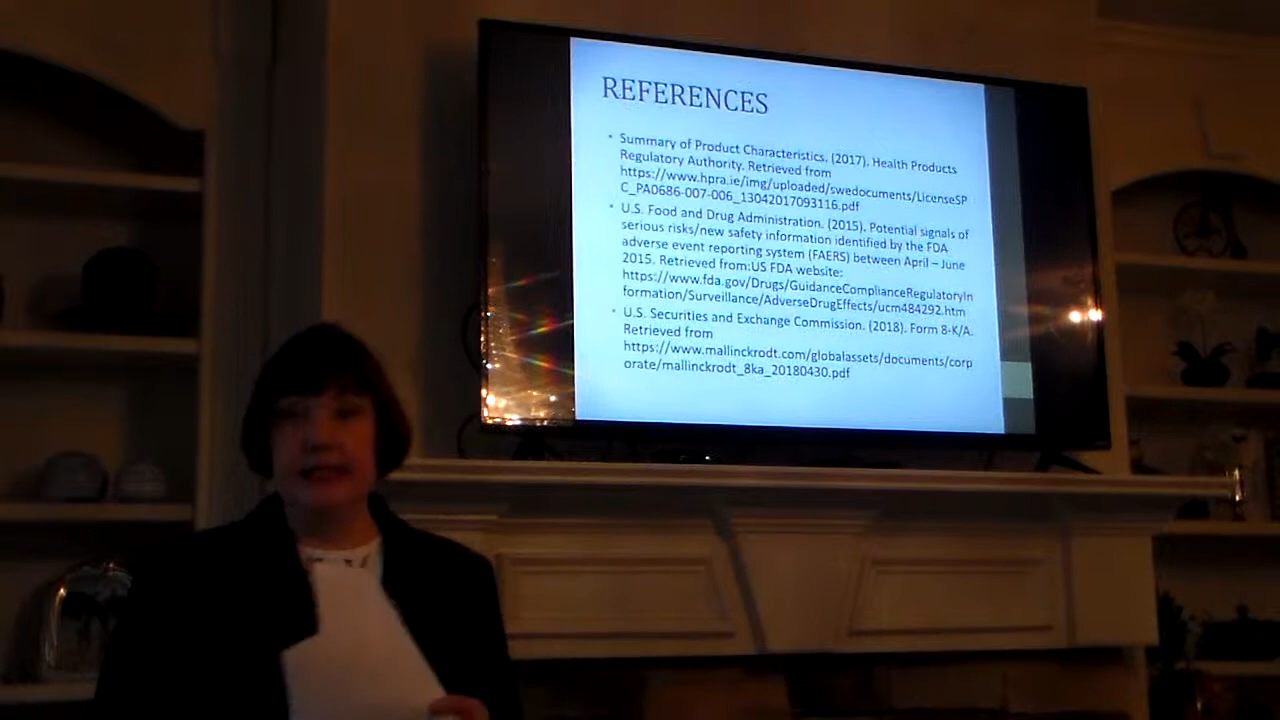 REFERENCES
• Summary of Product Characteristics. (2017). Health Products
Regulatory Authority. Retrieved from
https://www.hpra.ie/img/uploaded/swedocuments/LicenseSP
C_PA0686-007-006_13042017093116.pdf
• U.S. Food and Drug Administration. (2015). Potential signals of
serious risks/new safety information identified by the FDA
adverse event reporting system (FAERS) between April – June
2015. Retrieved from:US FDA website:
https://www.fda.gov/Drugs/GuidanceComplianceRegulatoryIn
formation/Surveillance/AdverseDrugEffects/ucm484292.htm
• U.S. Securities and Exchange Commission. (2018). Form 8-K/A.
Retrieved from
https://www.mallinckrodt.com/globalassets/documents/corp
orate/mallinckrodt_8ka_20180430.pdf